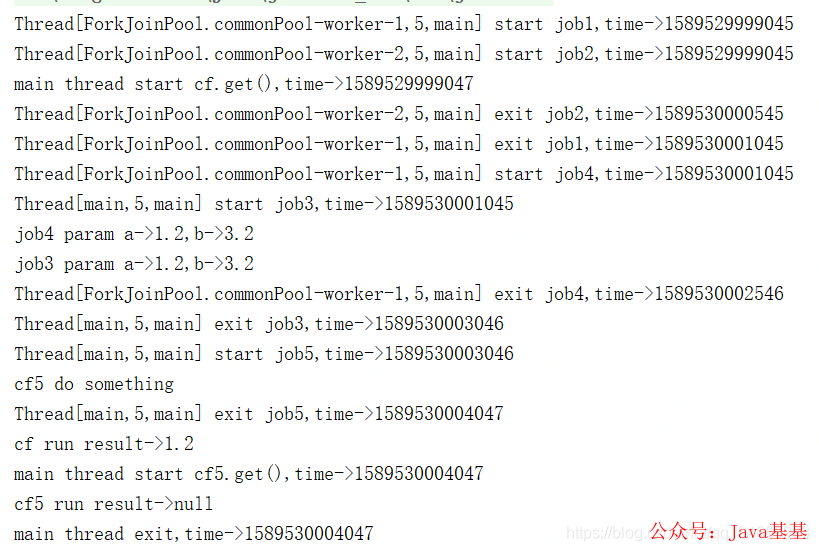 Thread[ForkJoinPool.commonPool-worker-1,5,main] start job1,time->1589529999045
Thread[ForkJoinPool.commonPool-worker-2,5,main] start job2,time->1589529999045
main thread start cf.get(),time->1589529999047
Thread[ForkJoinPool.commonPool-worker-2,5,main] exit job2,time->1589530000545
Thread[ForkJoinPool.commonPool-worker-1,5,main] exit job1,time->1589530001045
Thread[ForkJoinPool.commonPool-worker-1,5,main] start job4,time->1589530001045
Thread[main,5,main] start job3,time->1589530001045
job4 param a->1.2,b->3.2
job3 param a->1.2,b->3.2
Thread[ForkJoinPool.commonPool-worker-1,5,main] exit job4,time->1589530002546
Thread[main,5,main] exit job3,time->1589530003046
Thread[main,5,main] start job5,time->1589530003046
cf5 do something
Thread[main,5,main] exit job5,time->1589530004047
cf run result->1.2
main thread start cf5.get(),time->1589530004047
cf5 run result->null
main thread exit,time->1589530004047
https://blog. 公众号：Java基基